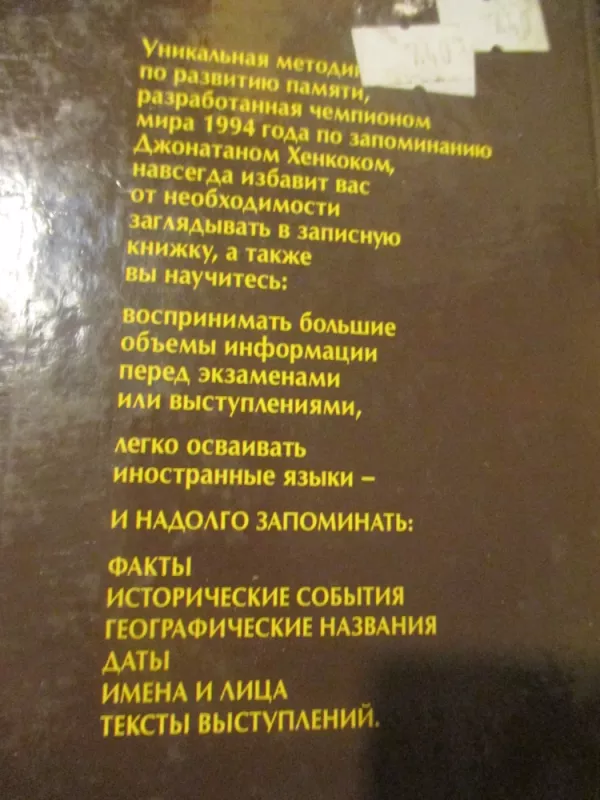 Уникальная методи
по развитию памяти,
разработанная чемпионом
мира 1994 года по запоминанию
Джонатаном Хенкоком,
навсегда избавит вас
от необходимости
заглядывать в записную
книжку, а также
вы научитесь:
воспринимать большие
объемы информации
перед экзаменами
или выступлениями,
легко осваивать
иностранные языки –
И НАДОЛГО ЗАПОМИНАТЬ:
ФАКТЫ
ИСТОРИЧЕСКИЕ СОБЫТИЯ
ГЕОГРАФИЧЕСКИЕ НАЗВАНИЯ
ДАТЫ
ИМЕНА И ЛИЦА
ТЕКСТЫ ВЫСТУПЛЕНИЙ.